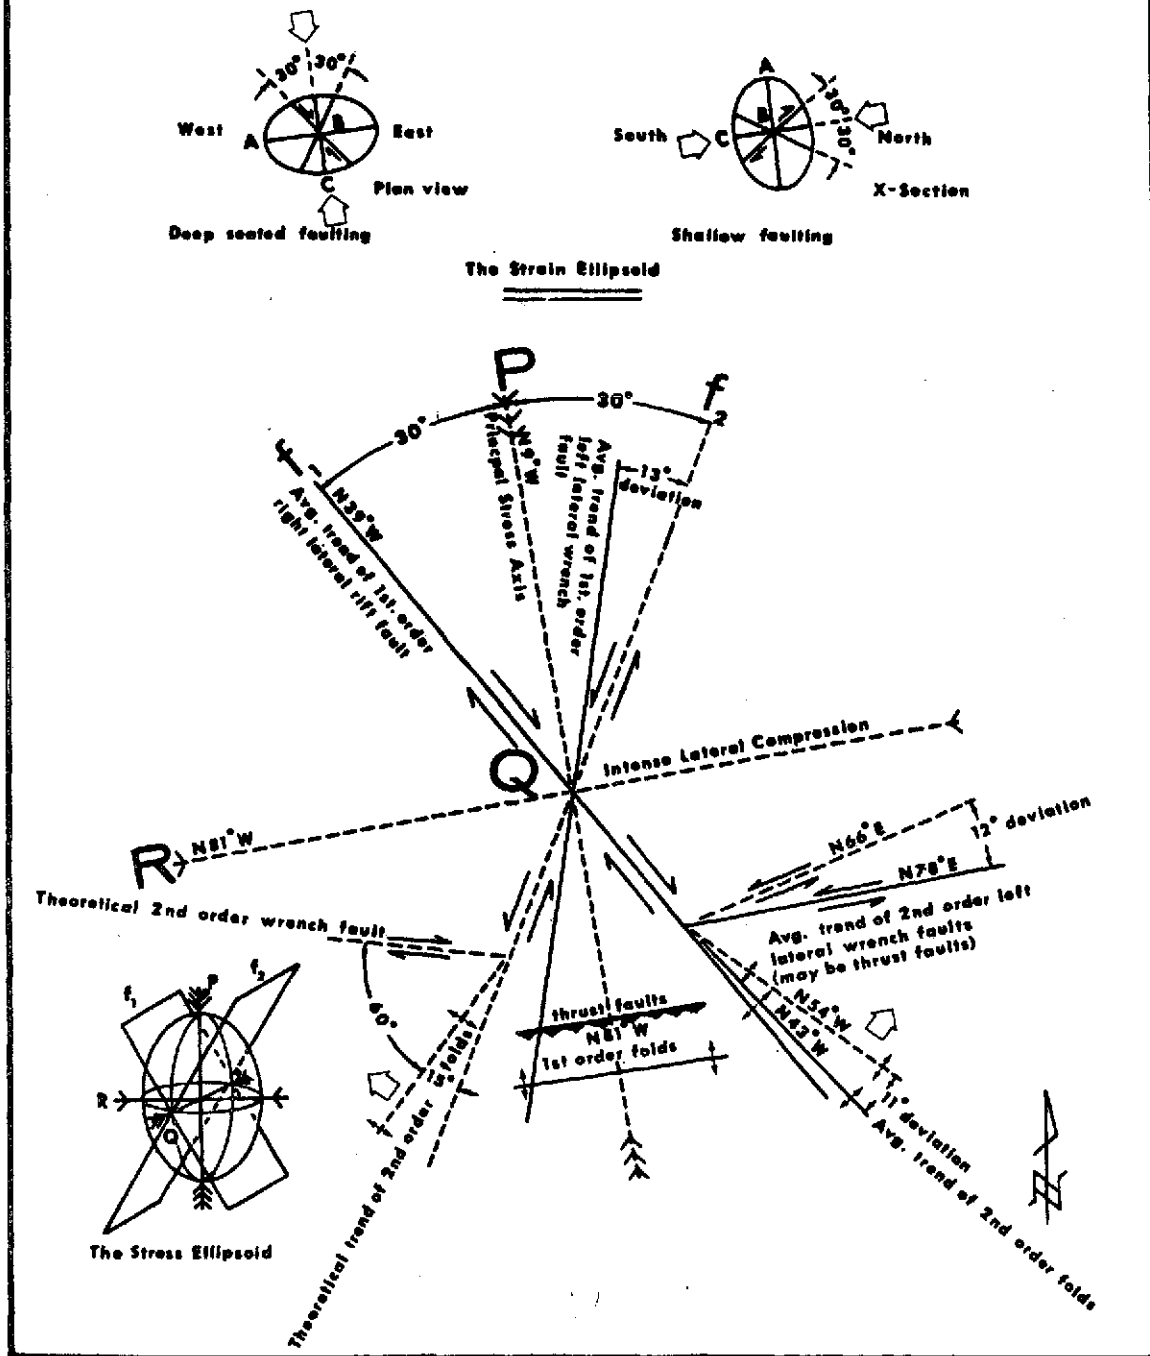 30° 30°
West
A
B
East
C
Plan view
Deep seated faulting
A
30°
30°
South
C
B
North
X-Section
Shallow faulting
The Strain Ellipsoid
P
30°
30°
f1
f2
N39°W
Avg. trend of 1st. order
right lateral rift fault
N9°W
Principal Stress Axis
Avg. trend of 1st. order
left lateral wrench
fault
13°
deviation
Q
Intense Lateral Compression
R
N81°W
Theoretical 2nd order wrench fault
60°
N66°E
12° deviation
N78°E
Avg. trend of 2nd order left
lateral wrench faults
(may be thrust faults)
thrust faults
N81°W
1st order folds
N54°W
N43°W
11° deviation
Avg. trend of 2nd order folds
Theoretical trend of 2nd order folds
f1
f2
P
R
Q
The Stress Ellipsoid
N